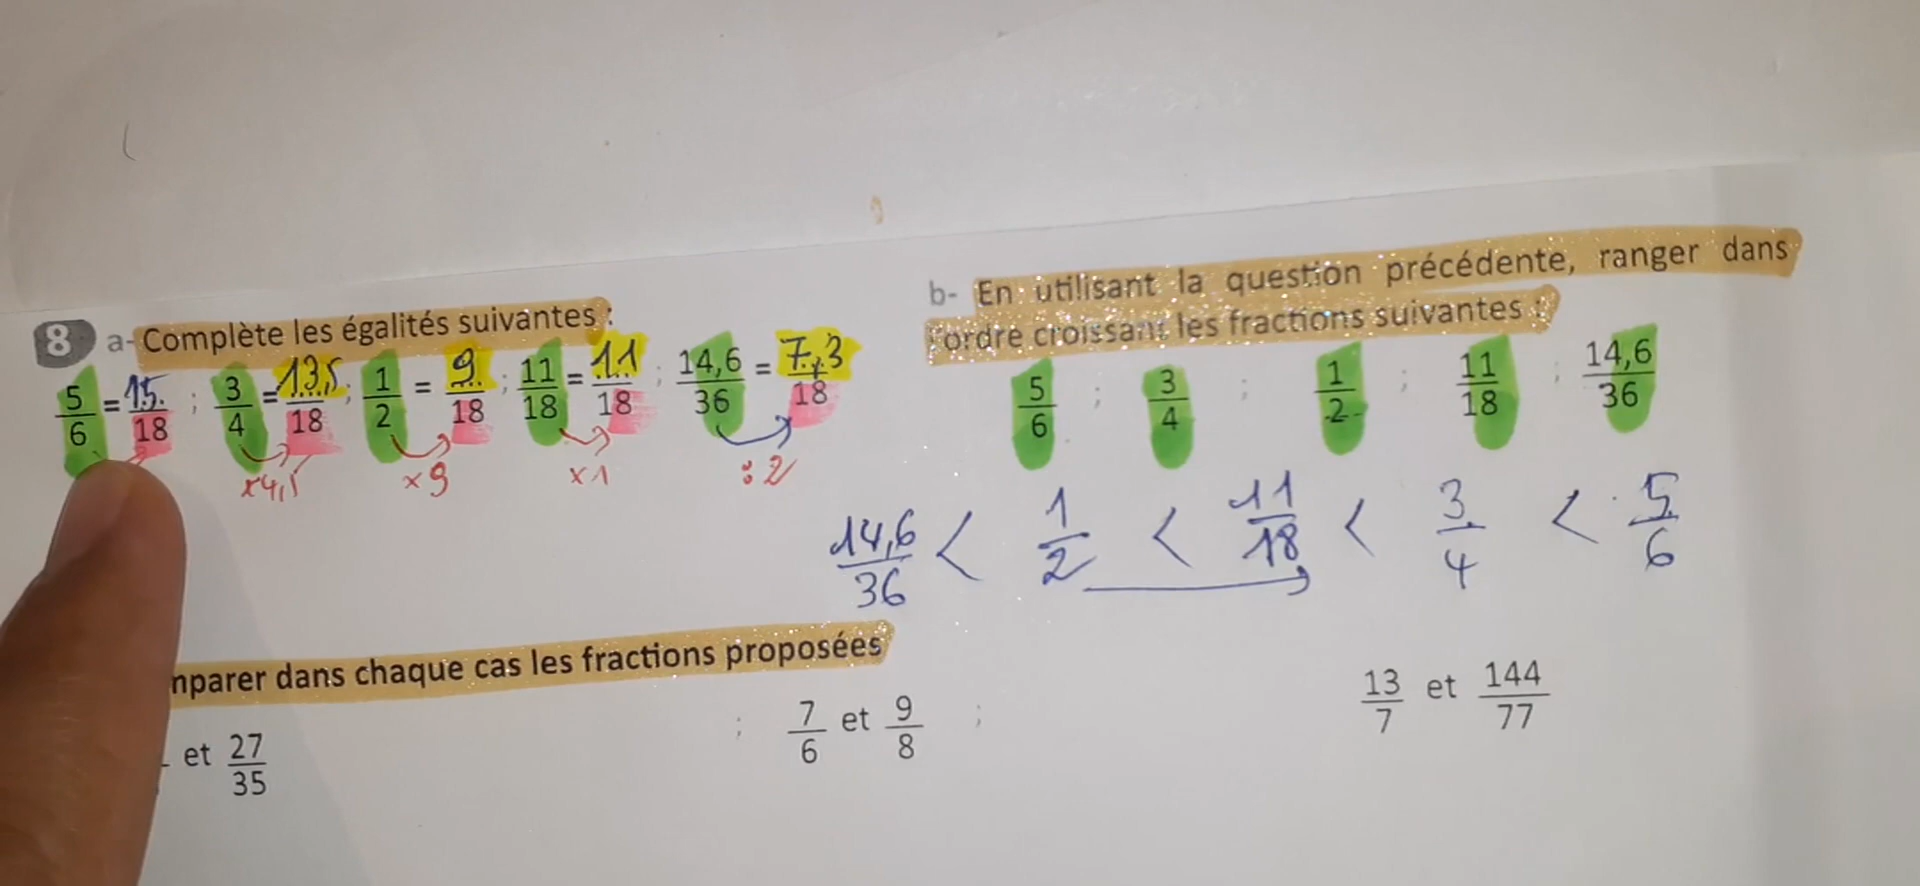 8 a- Complète les égalités suivantes :
5/6 = 15/18 ; 3/4 = 13,5/18 ; 1/2 = 9/18 ; 11/18 = 11/18 ; 14,6/36 = 7,3/18
×4,5 ×9 ×1 :2
b- En utilisant la question précédente, ranger dans
l'ordre croissant les fractions suivantes :
5/6 ; 3/4 ; 1/2 ; 11/18 ; 14,6/36
14,6/36 < 1/2 < 11/18 < 3/4 < 5/6
mparer dans chaque cas les fractions proposées
et 27/35 ; 7/6 et 9/8 ; 13/7 et 144/77